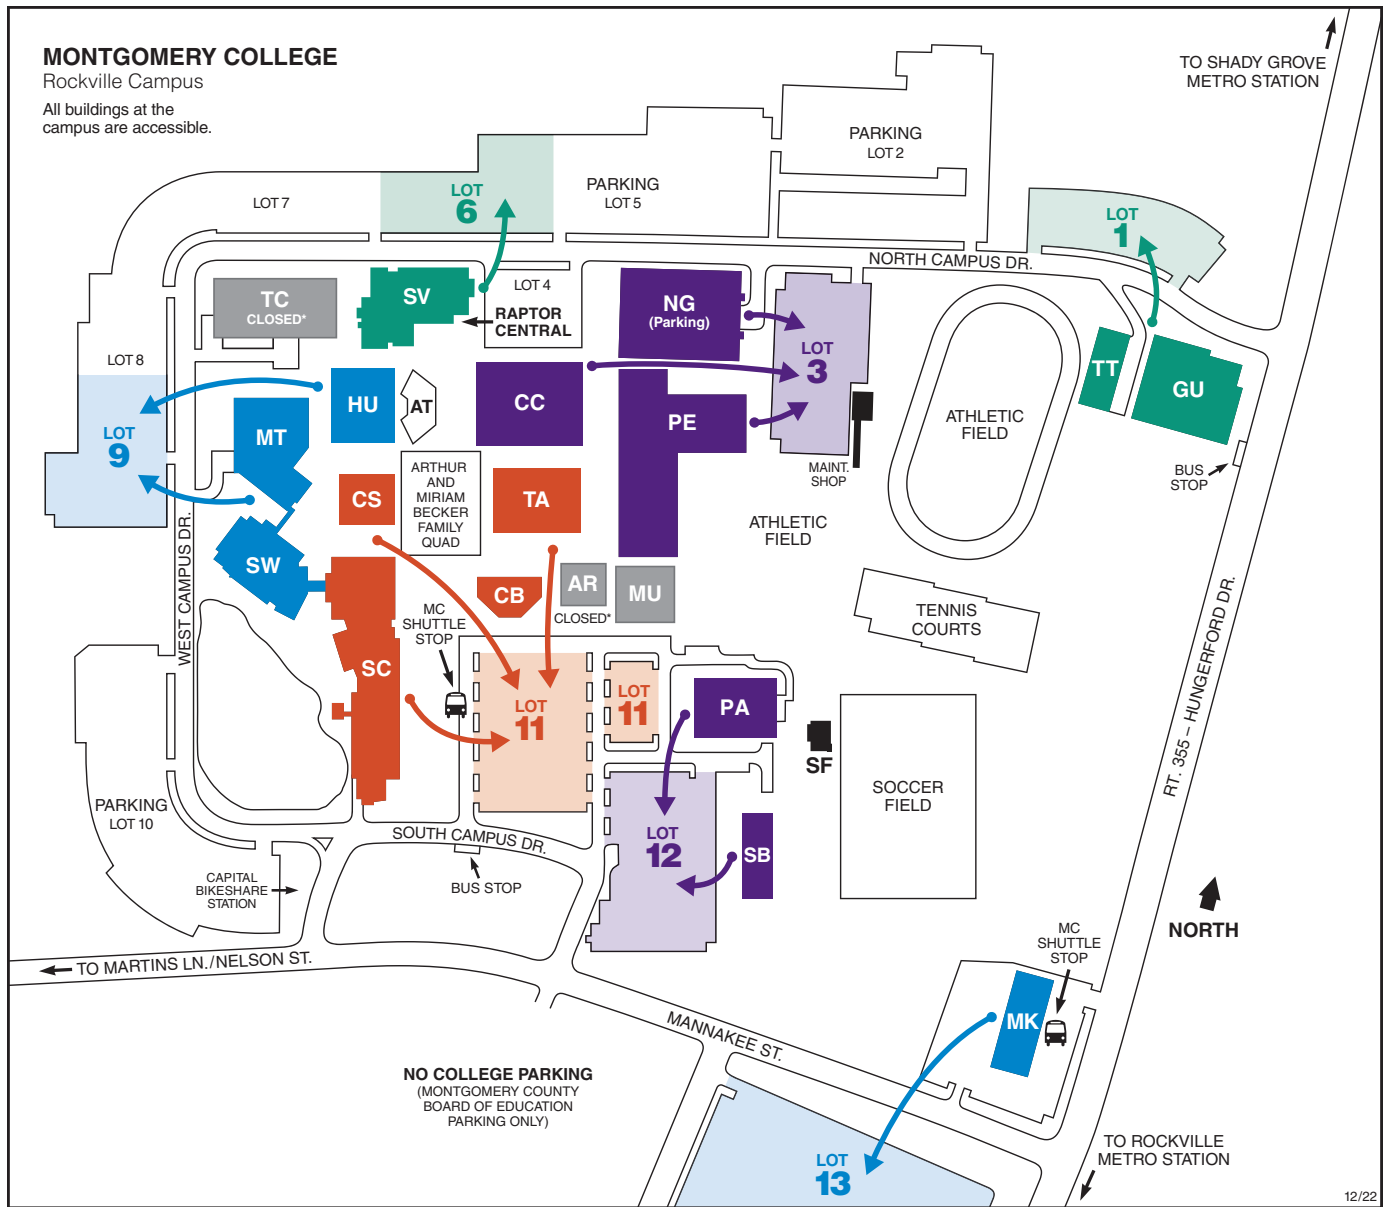 MONTGOMERY COLLEGE
Rockville Campus
All buildings at the
campus are accessible.
TO SHADY GROVE
METRO STATION
PARKING
LOT 2
PARKING
LOT 5
LOT
6
LOT 7
LOT
1
NORTH CAMPUS DR.
TC
CLOSED*
SV
LOT 4
RAPTOR
CENTRAL
NG
(Parking)
LOT
3
LOT 8
HU
AT
CC
PE
TT
GU
ATHLETIC
FIELD
MT
LOT
9
MAINT.
SHOP
BUS
STOP
CS
ARTHUR
AND
MIRIAM
BECKER
FAMILY
QUAD
TA
ATHLETIC
FIELD
WEST CAMPUS DR.
SW
CB
AR
CLOSED*
MU
MC
SHUTTLE
STOP
TENNIS
COURTS
RT. 355 – HUNGERFORD DR.
SC
LOT
11
LOT
11
PA
SF
SOCCER
FIELD
PARKING
LOT 10
SOUTH CAMPUS DR.
LOT
12
SB
CAPITAL
BIKESHARE
STATION
BUS STOP
NORTH
MC
SHUTTLE
STOP
TO MARTINS LN./NELSON ST.
MANNAKEE ST.
MK
NO COLLEGE PARKING
(MONTGOMERY COUNTY
BOARD OF EDUCATION
PARKING ONLY)
LOT
13
TO ROCKVILLE
METRO STATION
12/22